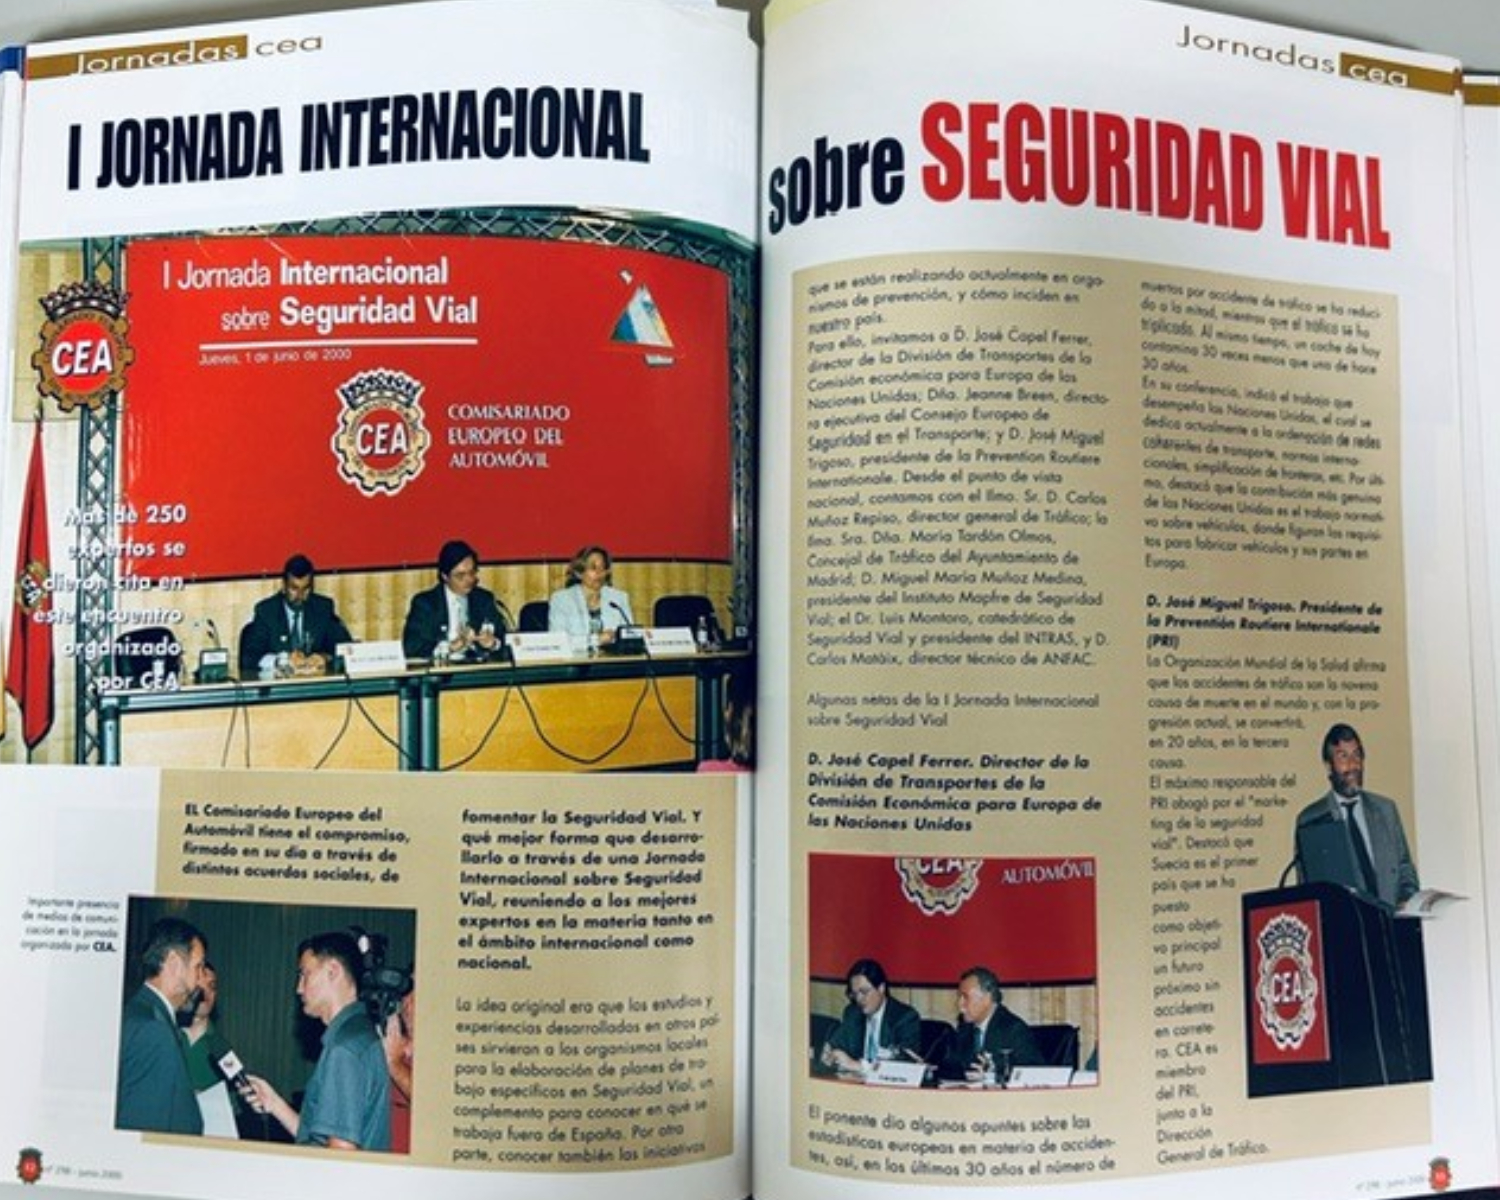 Jornadas cea
I JORNADA INTERNACIONAL
I Jornada Internacional
sobre Seguridad Vial
Jueves, 1 de junio de 2000
CEA
CEA
COMISARIADO
EUROPEO DEL
AUTOMÓVIL
Más de 250
expertos se
dieron cita en
este encuentro
organizado
por CEA
EL Comisariado Europeo del
Automóvil tiene el compromiso,
firmado en su día a través de
distintos acuerdos sociales, de
Importante presencia
de medios de comuni-
cación en la jornada
organizada por CEA.
fomentar la Seguridad Vial. Y
qué mejor forma que desarro-
llarlo a través de una Jornada
Internacional sobre Seguridad
Vial, reuniendo a los mejores
expertos en la materia tanto en
el ámbito internacional como
nacional.
La idea original era que los estudios y
experiencias desarrollados en otros paí-
ses sirvieran a los organismos locales
para la elaboración de planes de tra-
bajo específicos en Seguridad Vial, un
complemento para conocer en qué se
trabaja fuera de España. Por otra
parte, conocer también las iniciativas
nº 298 - junio 2000
Jornadas cea
sobre SEGURIDAD VIAL
que se están realizando actualmente en orga-
nismos de prevención, y cómo inciden en
nuestro país.
Para ello, invitamos a D. José Capel Ferrer,
director de la División de Transportes de la
Comisión económica para Europa de las
Naciones Unidas; Dña. Jeanne Breen, directo-
ra ejecutiva del Consejo Europeo de
Seguridad en el Transporte; y D. José Miguel
Trigoso, presidente de la Prevention Routiere
Internationale. Desde el punto de vista
nacional, contamos con el Ilmo. Sr. D. Carlos
Muñoz Repiso, director general de Tráfico; la
Ilma. Sra. Dña. María Tardón Olmos,
Concejal de Tráfico del Ayuntamiento de
Madrid; D. Miguel María Muñoz Medina,
presidente del Instituto Mapfre de Seguridad
Vial; el Dr. Luis Montoro, catedrático de
Seguridad Vial y presidente del INTRAS, y D.
Carlos Matáix, director técnico de ANFAC.
Algunas notas de la I Jornada Internacional
sobre Seguridad Vial
D. José Capel Ferrer. Director de la
División de Transportes de la
Comisión Económica para Europa de
las Naciones Unidas
CEA
AUTOMÓVIL
El ponente dio algunos apuntes sobre las
estadísticas europeas en materia de acciden-
tes, así, en los últimos 30 años el número de
muertos por accidente de tráfico se ha reduci-
do a la mitad, mientras que el tráfico se ha
triplicado. Al mismo tiempo, un coche de hoy
contamina 30 veces menos que uno de hace
30 años.
En su conferencia, indicó el trabajo que
desempeña las Naciones Unidas, el cual se
dedica actualmente a la ordenación de redes
coherentes de transporte, normas interna-
cionales, simplificación de fronteras, etc. Por últi-
mo, destacó que la contribución más genuina
de las Naciones Unidas es el trabajo normati-
vo sobre vehículos, donde figuran los requisi-
tos para fabricar vehículos y sus partes en
Europa.
D. José Miguel Trigoso. Presidente de
la Prevention Routiere Internationale
(PRI)
La Organización Mundial de la Salud afirma
que los accidentes de tráfico son la novena
causa de muerte en el mundo y, con la pro-
gresión actual, se convertirá,
en 20 años, en la tercera
causa.
El máximo responsable del
PRI abogó por el "marke-
ting de la seguridad
vial". Destacó que
Suecia es el primer
país que se ha
puesto
como objeti-
vo principal
un futuro
próximo sin
accidentes
en carrete-
ra. CEA es
miembro
del PRI,
junto a la
Dirección
General de Tráfico.
CEA
nº 298 - junio 2000